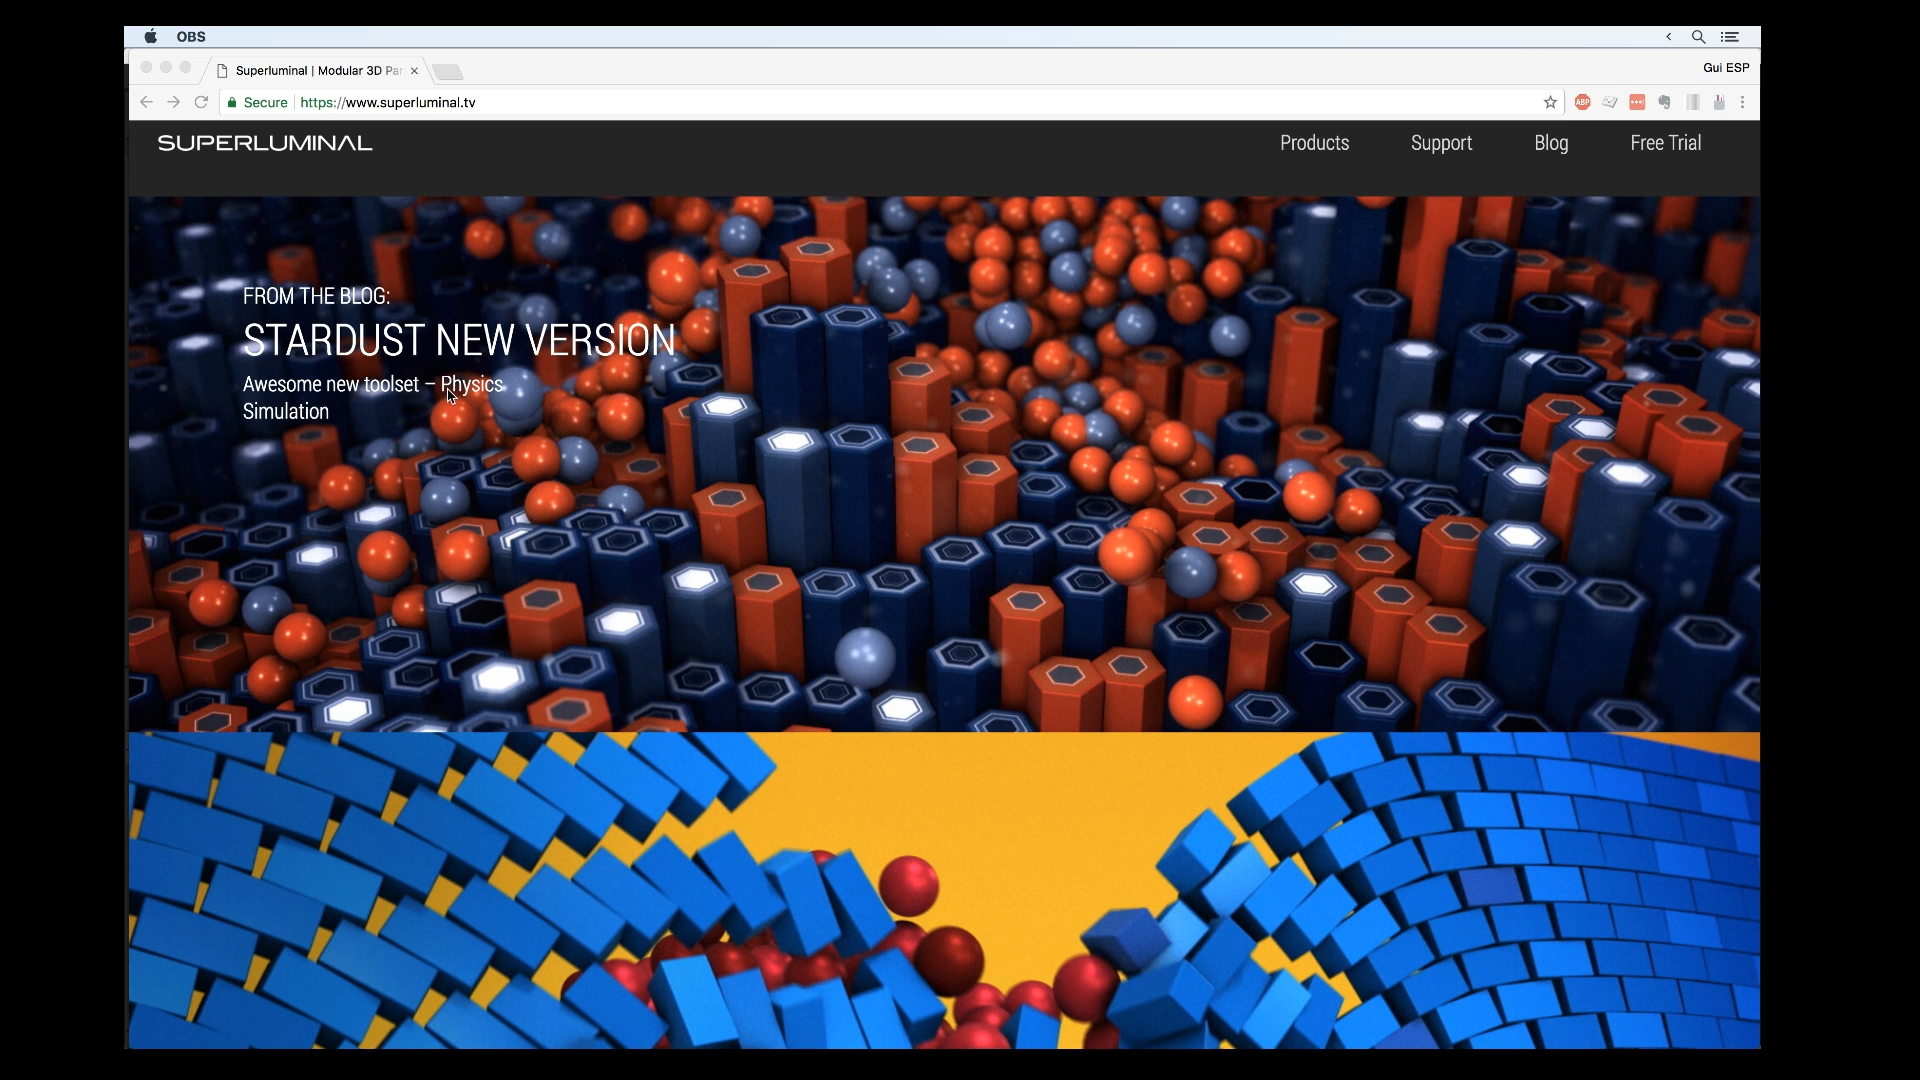 OBS
Superluminal | Modular 3D Par
Gui ESP
Secure https://www.superluminal.tv
ABP
SUPERLUMINAL
Products Support Blog Free Trial
FROM THE BLOG:
STARDUST NEW VERSION
Awesome new toolset – Physics
Simulation